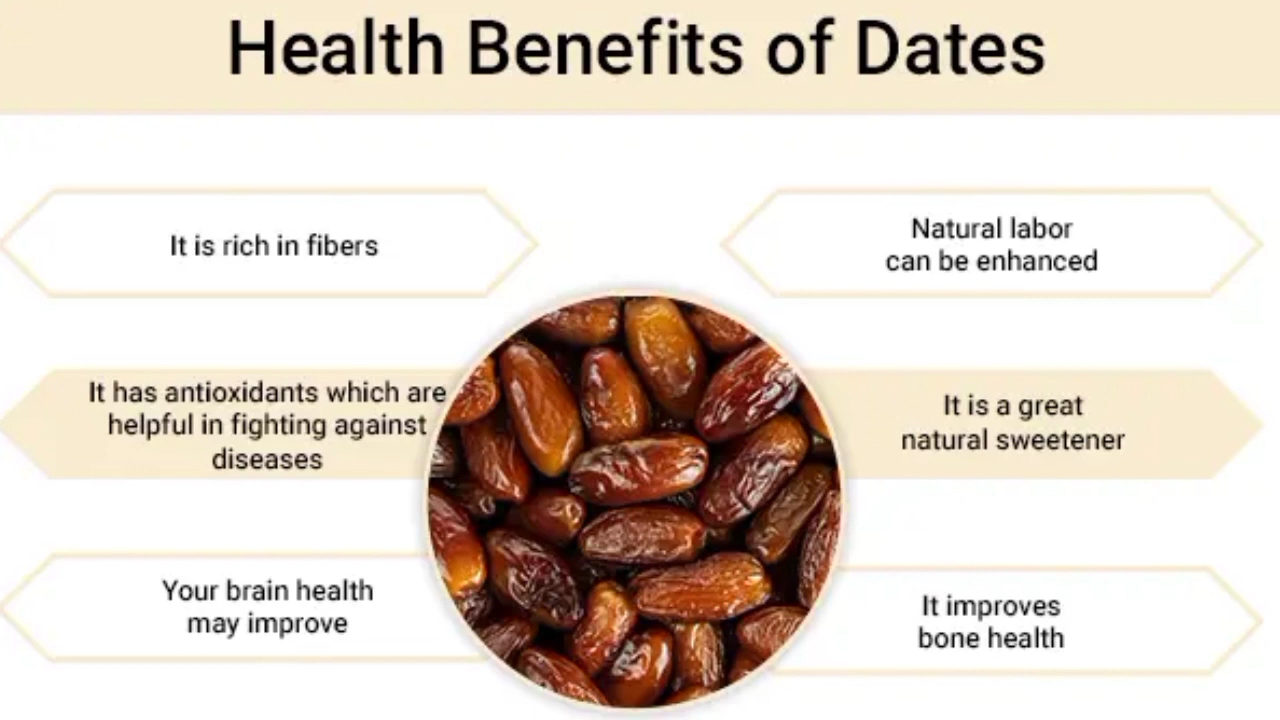 Health Benefits of Dates
It is rich in fibers
Natural labor
can be enhanced
It has antioxidants which are
helpful in fighting against
diseases
It is a great
natural sweetener
Your brain health
may improve
It improves
bone health